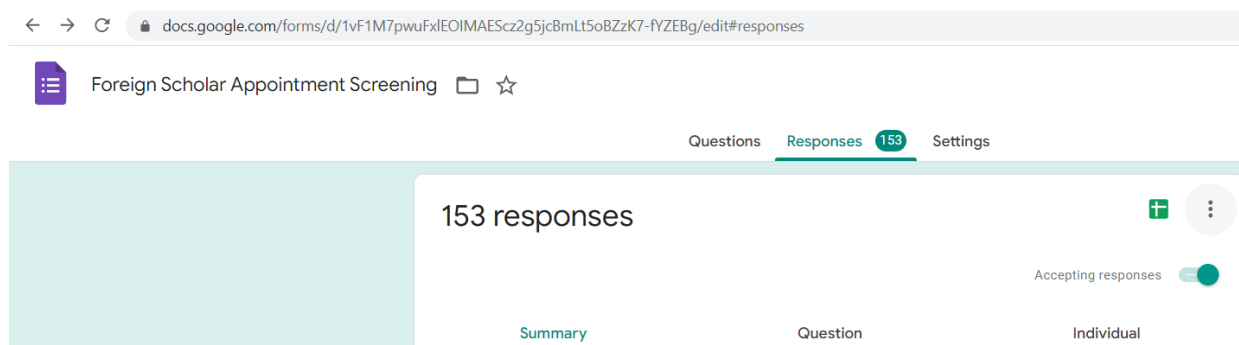 docs.google.com/forms/d/1vF1M7pwuFxlEOIMAEScz2g5jcBmLt5oBZzK7-fYZEBg/edit#responses
Foreign Scholar Appointment Screening
Questions Responses 153 Settings
153 responses
Accepting responses
Summary Question Individual